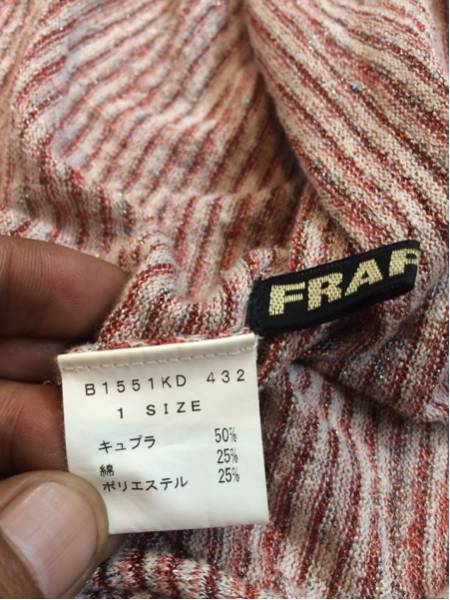 FRAP
B1551KD 432
1 SIZE
キュプラ 50%
綿 25%
ポリエステル 25%